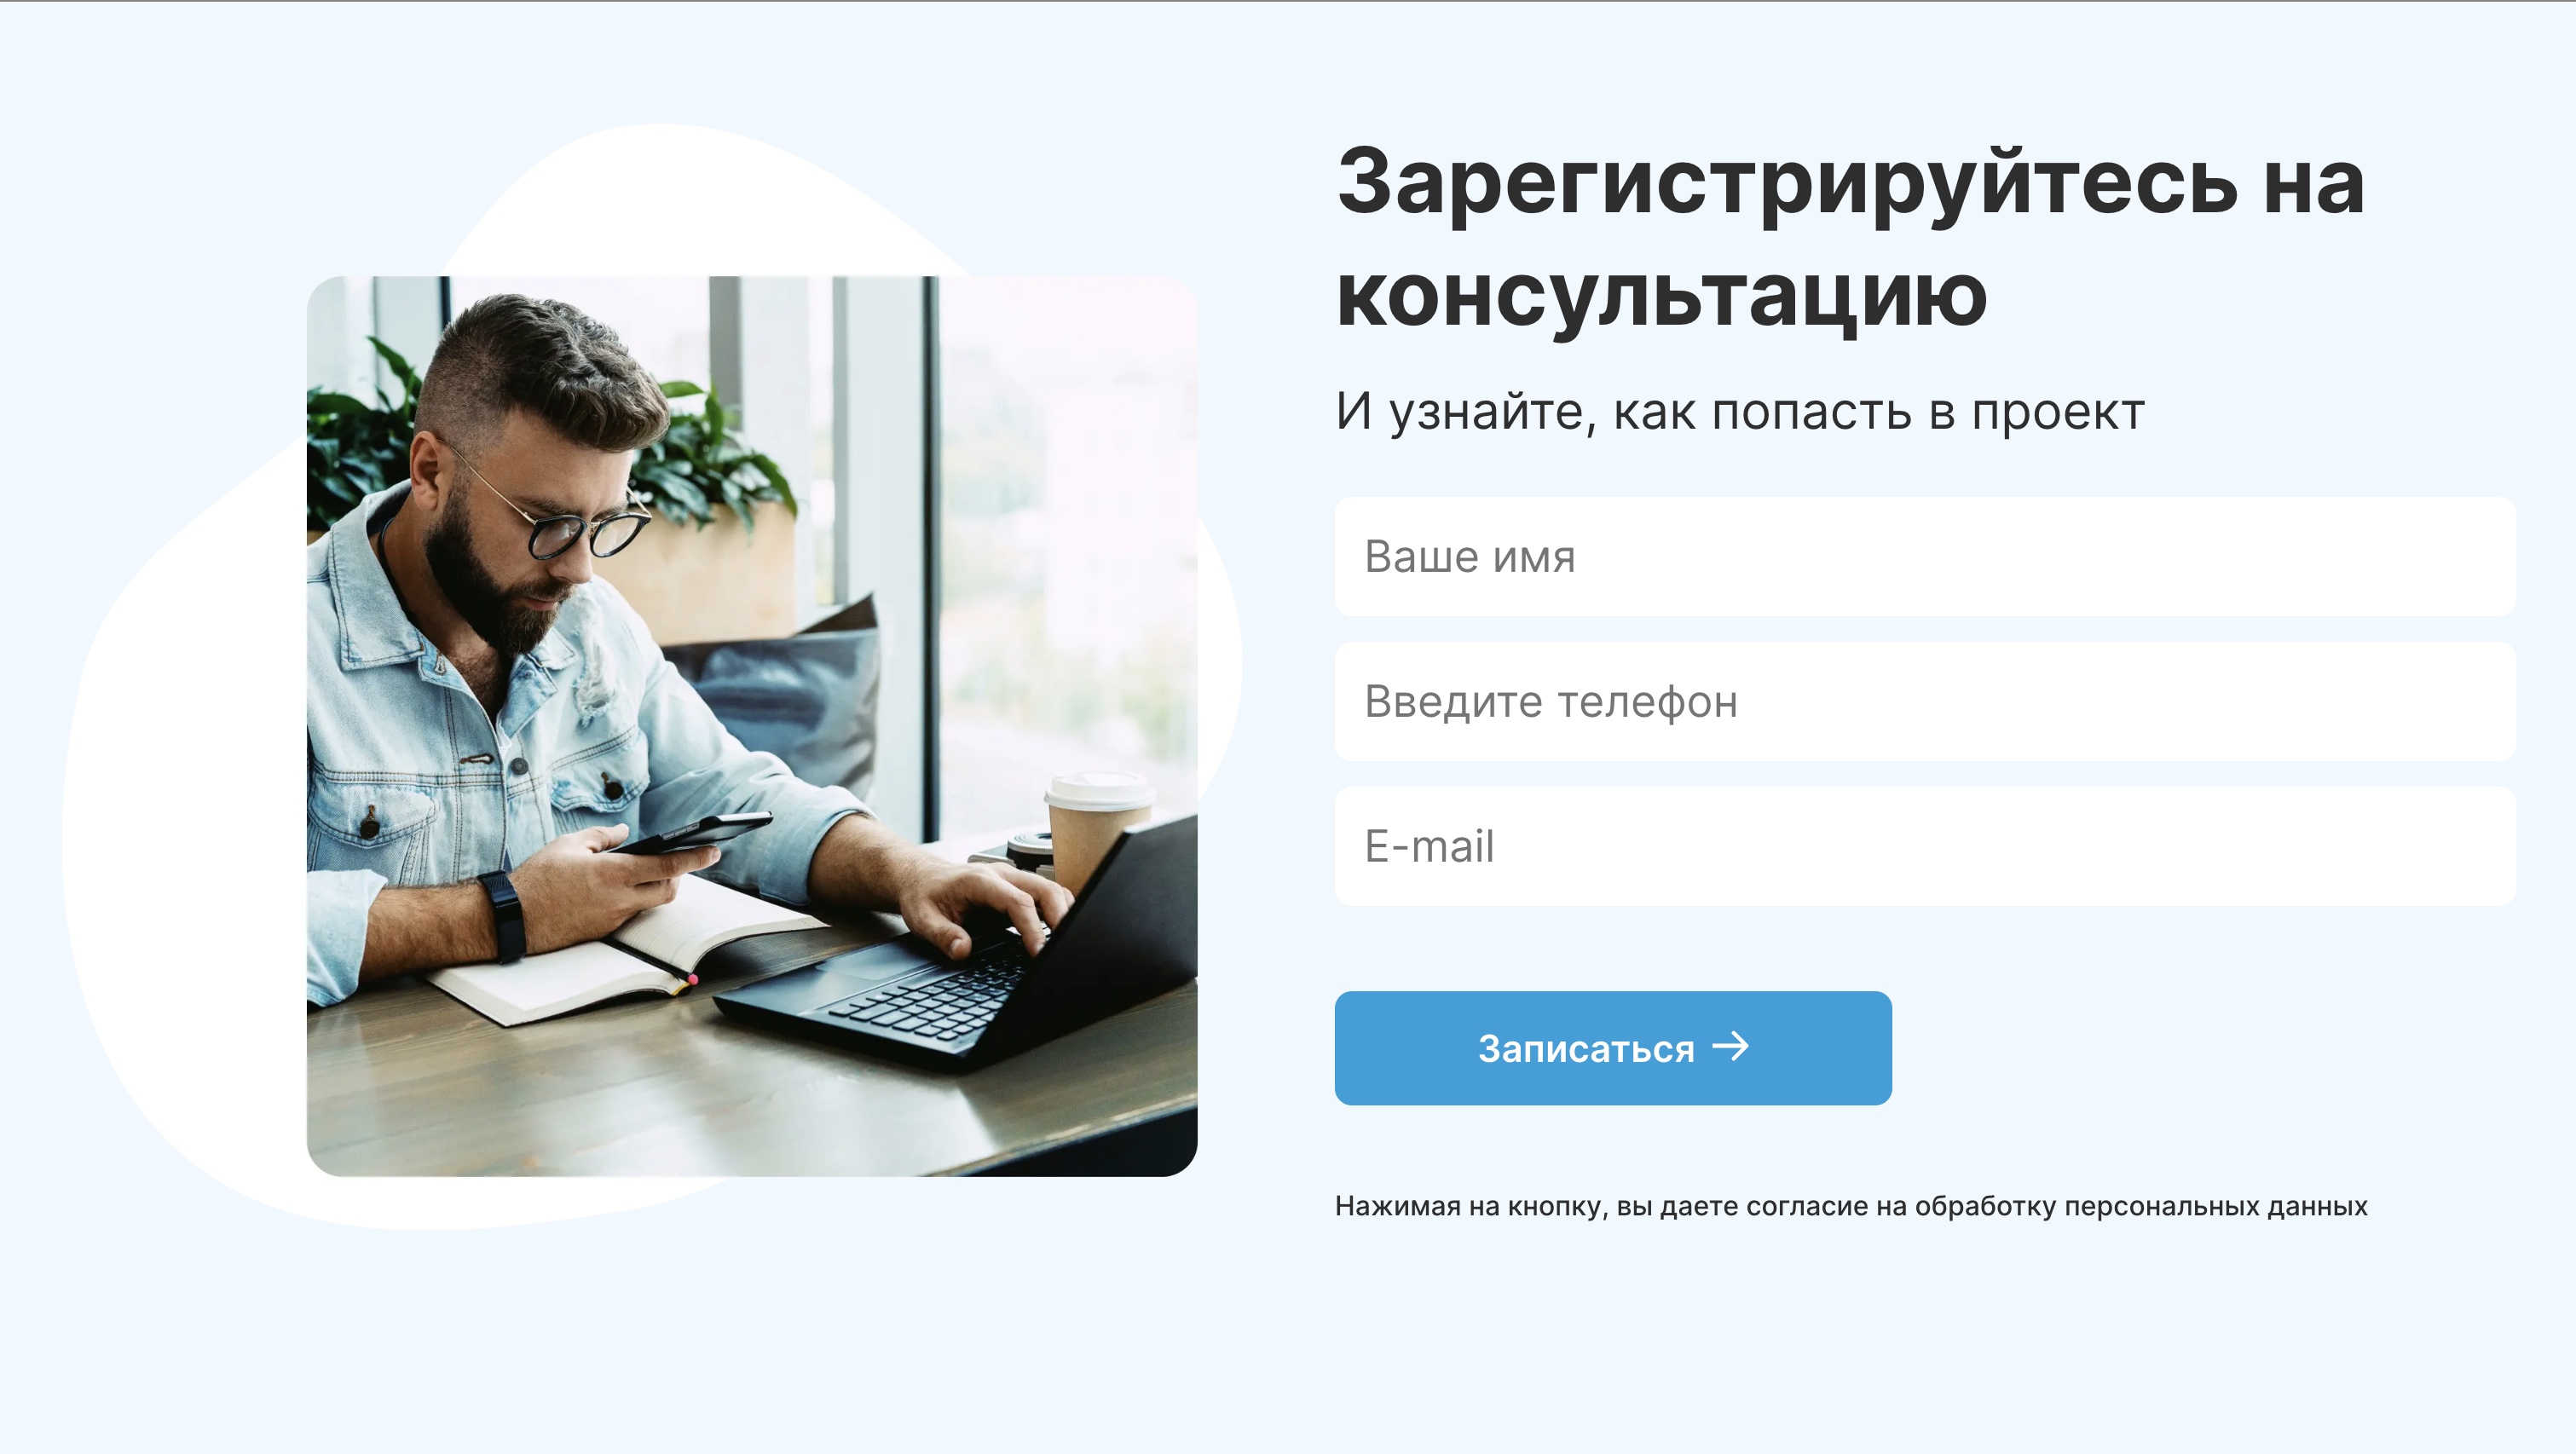 Зарегистрируйтесь на
консультацию
И узнайте, как попасть в проект
Ваше имя
Введите телефон
E-mail
Записаться →
Нажимая на кнопку, вы даете согласие на обработку персональных данных